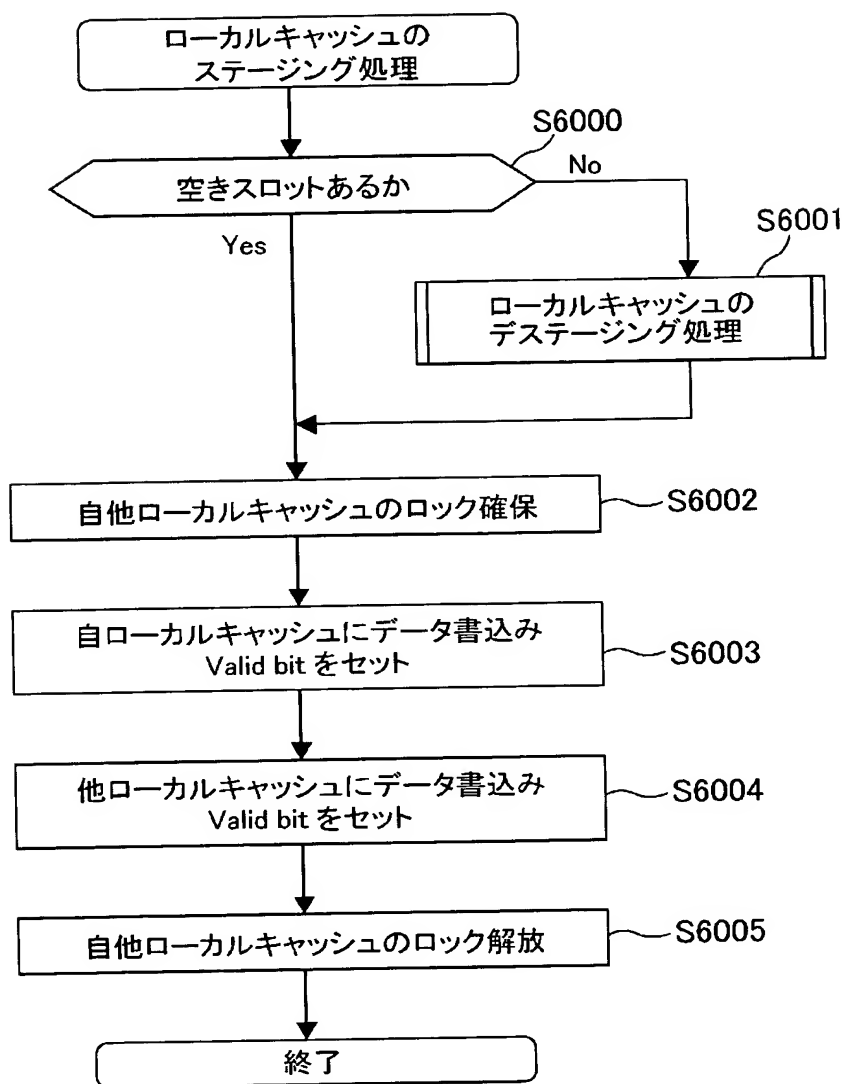 ローカルキャッシュの
ステージング処理
S6000
空きスロットあるか
No
Yes
S6001
ローカルキャッシュの
デステージング処理
自他ローカルキャッシュのロック確保
S6002
自ローカルキャッシュにデータ書込み
Valid bit をセット
S6003
他ローカルキャッシュにデータ書込み
Valid bit をセット
S6004
自他ローカルキャッシュのロック解放
S6005
終了